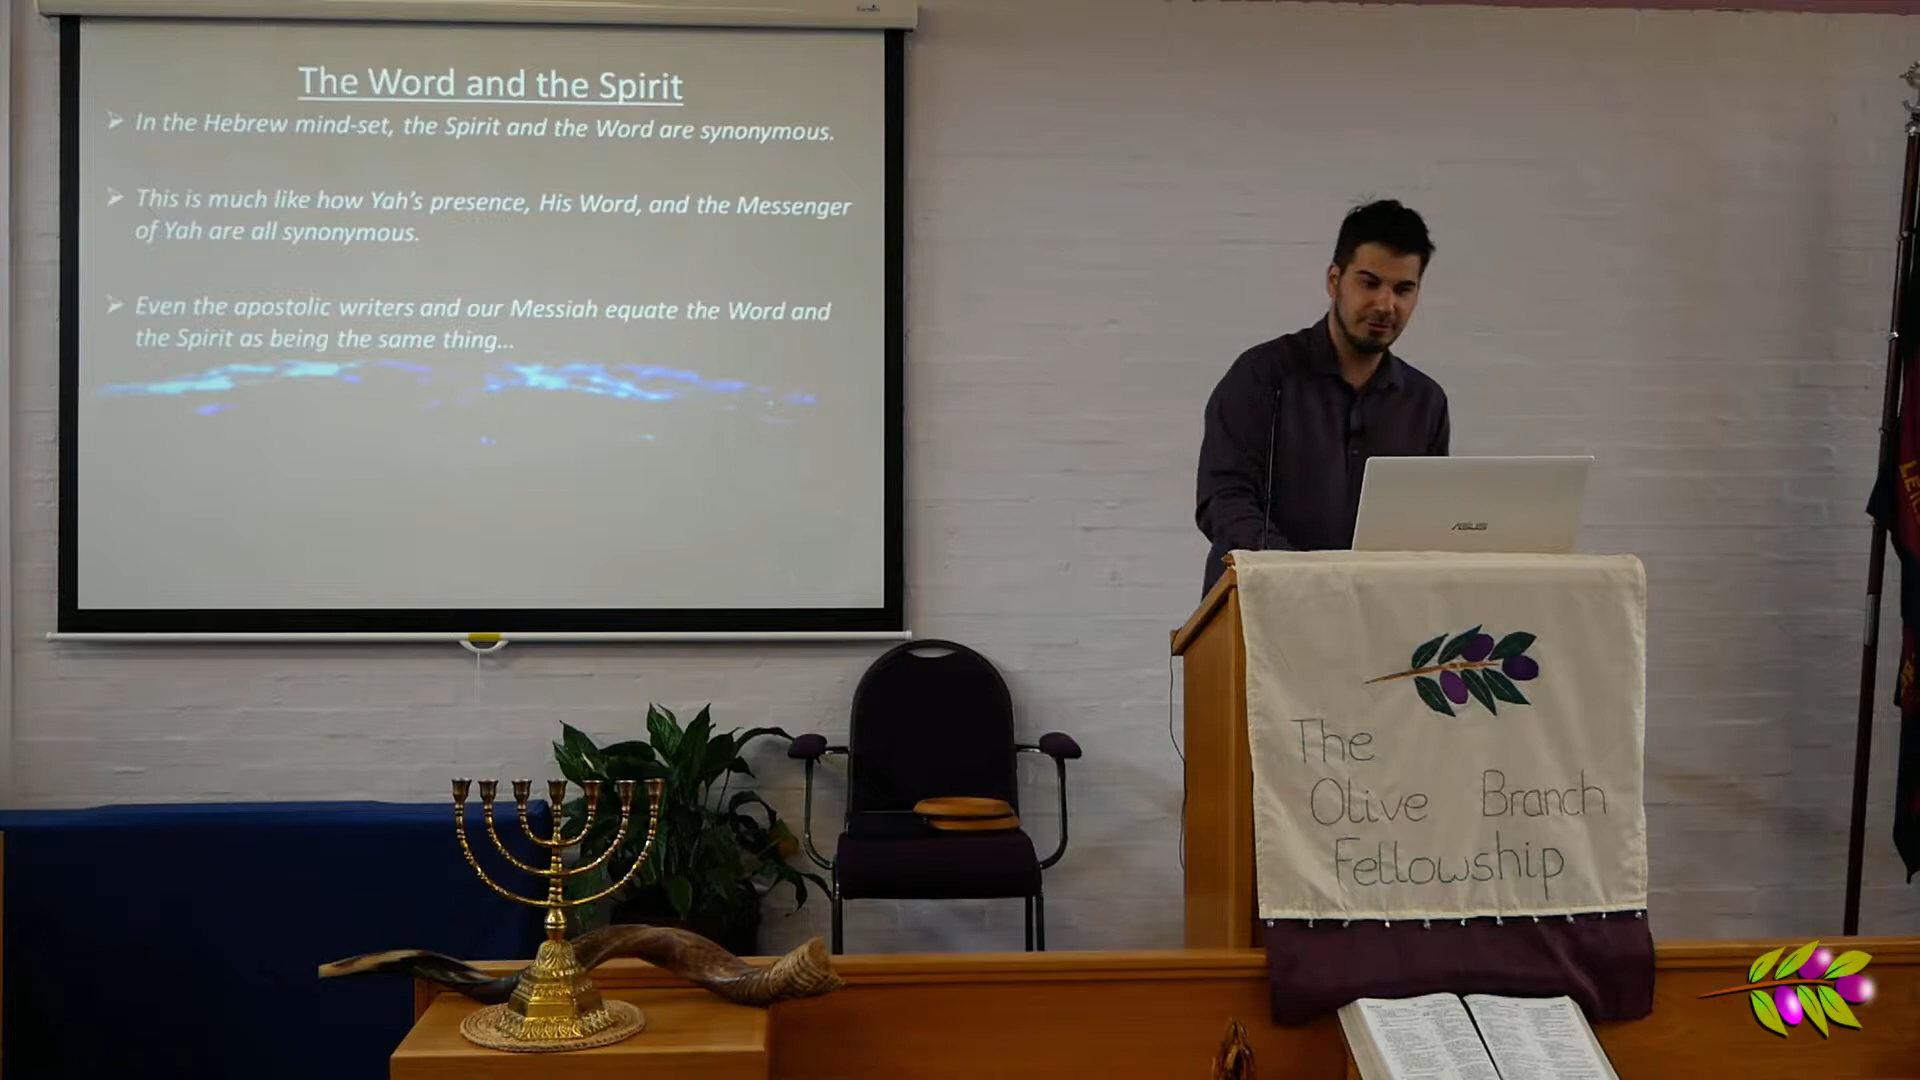 The Word and the Spirit
In the Hebrew mind-set, the Spirit and the Word are synonymous.
This is much like how Yah's presence, His Word, and the Messenger
of Yah are all synonymous.
Even the apostolic writers and our Messiah equate the Word and
the Spirit as being the same thing...
ASUS
The
Olive Branch
Fellowship